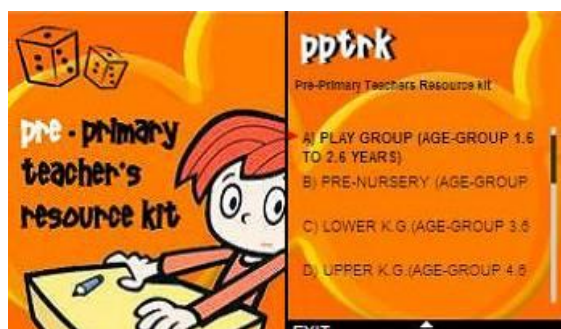 pre - primary
teacher's
resource kit
pptrk
Pre-Primary Teachers Resource kit
A) PLAY GROUP (AGE-GROUP 1.6
TO 2.6 YEARS)
B) PRE-NURSERY (AGE-GROUP
C) LOWER K.G.(AGE-GROUP 3.6
D) UPPER K.G.(AGE-GROUP 4.6
EXIT